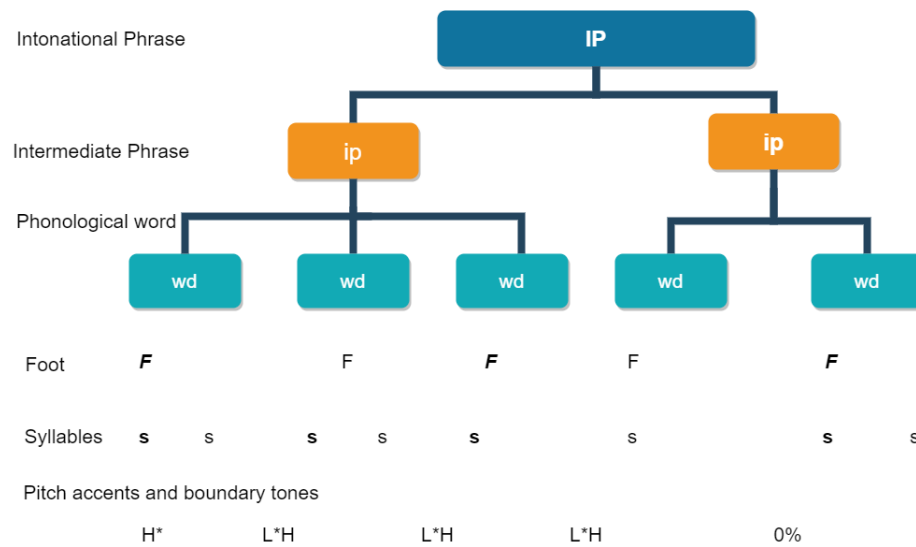 Intonational Phrase IP
Intermediate Phrase ip ip
Phonological word
wd wd wd wd wd
Foot F F F F F
Syllables s s s s s s s s
Pitch accents and boundary tones
H* L*H L*H L*H 0%